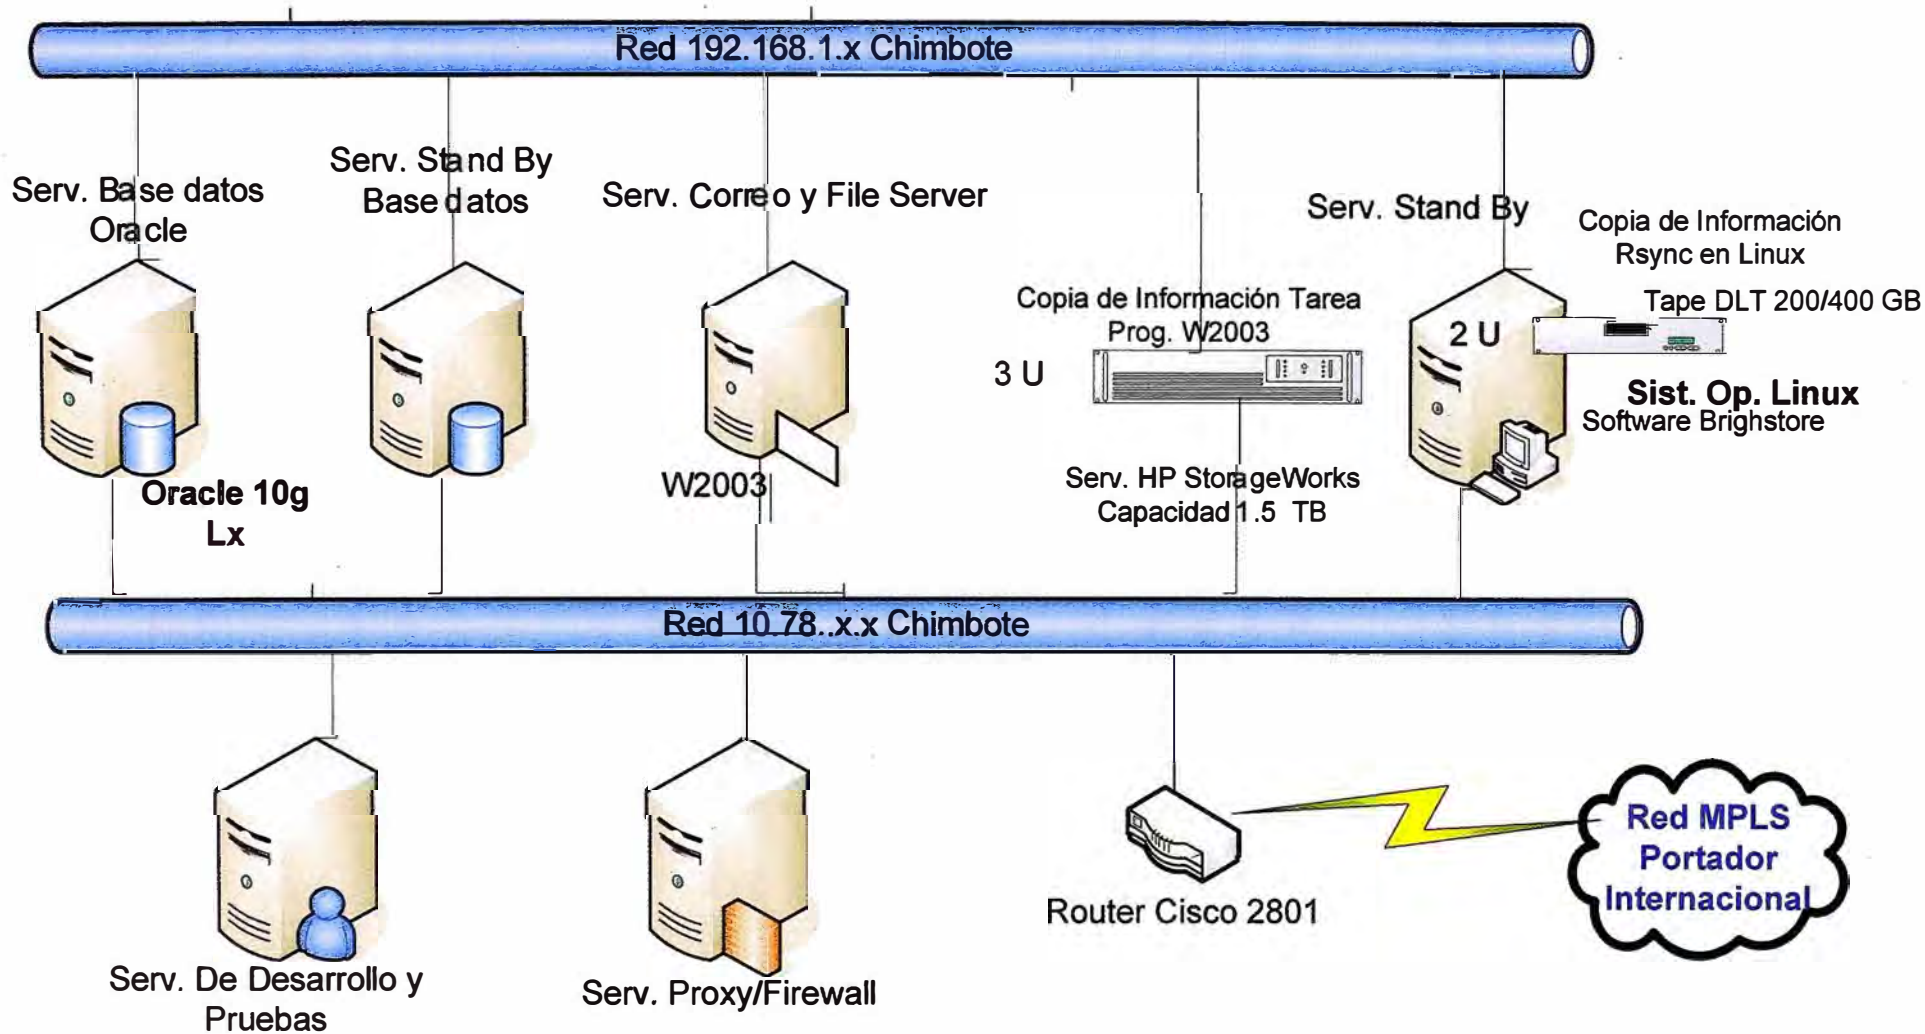 Red 192.168.1.x Chimbote
Serv. Base datos
Oracle
Serv. Stand By
Base datos
Serv. Correo y File Server
Serv. Stand By
Copia de Información
Rsync en Linux
Tape DLT 200/400 GB
Copia de Información Tarea
Prog. W2003
3 U
2 U
Sist. Op. Linux
Software Brighstore
Oracle 10g
Lx
W2003
Serv. HP StorageWorks
Capacidad 1.5 TB
Red 10.78..x.x Chimbote
Serv. De Desarrollo y
Pruebas
Serv. Proxy/Firewall
Router Cisco 2801
Red MPLS
Portador
Internacional